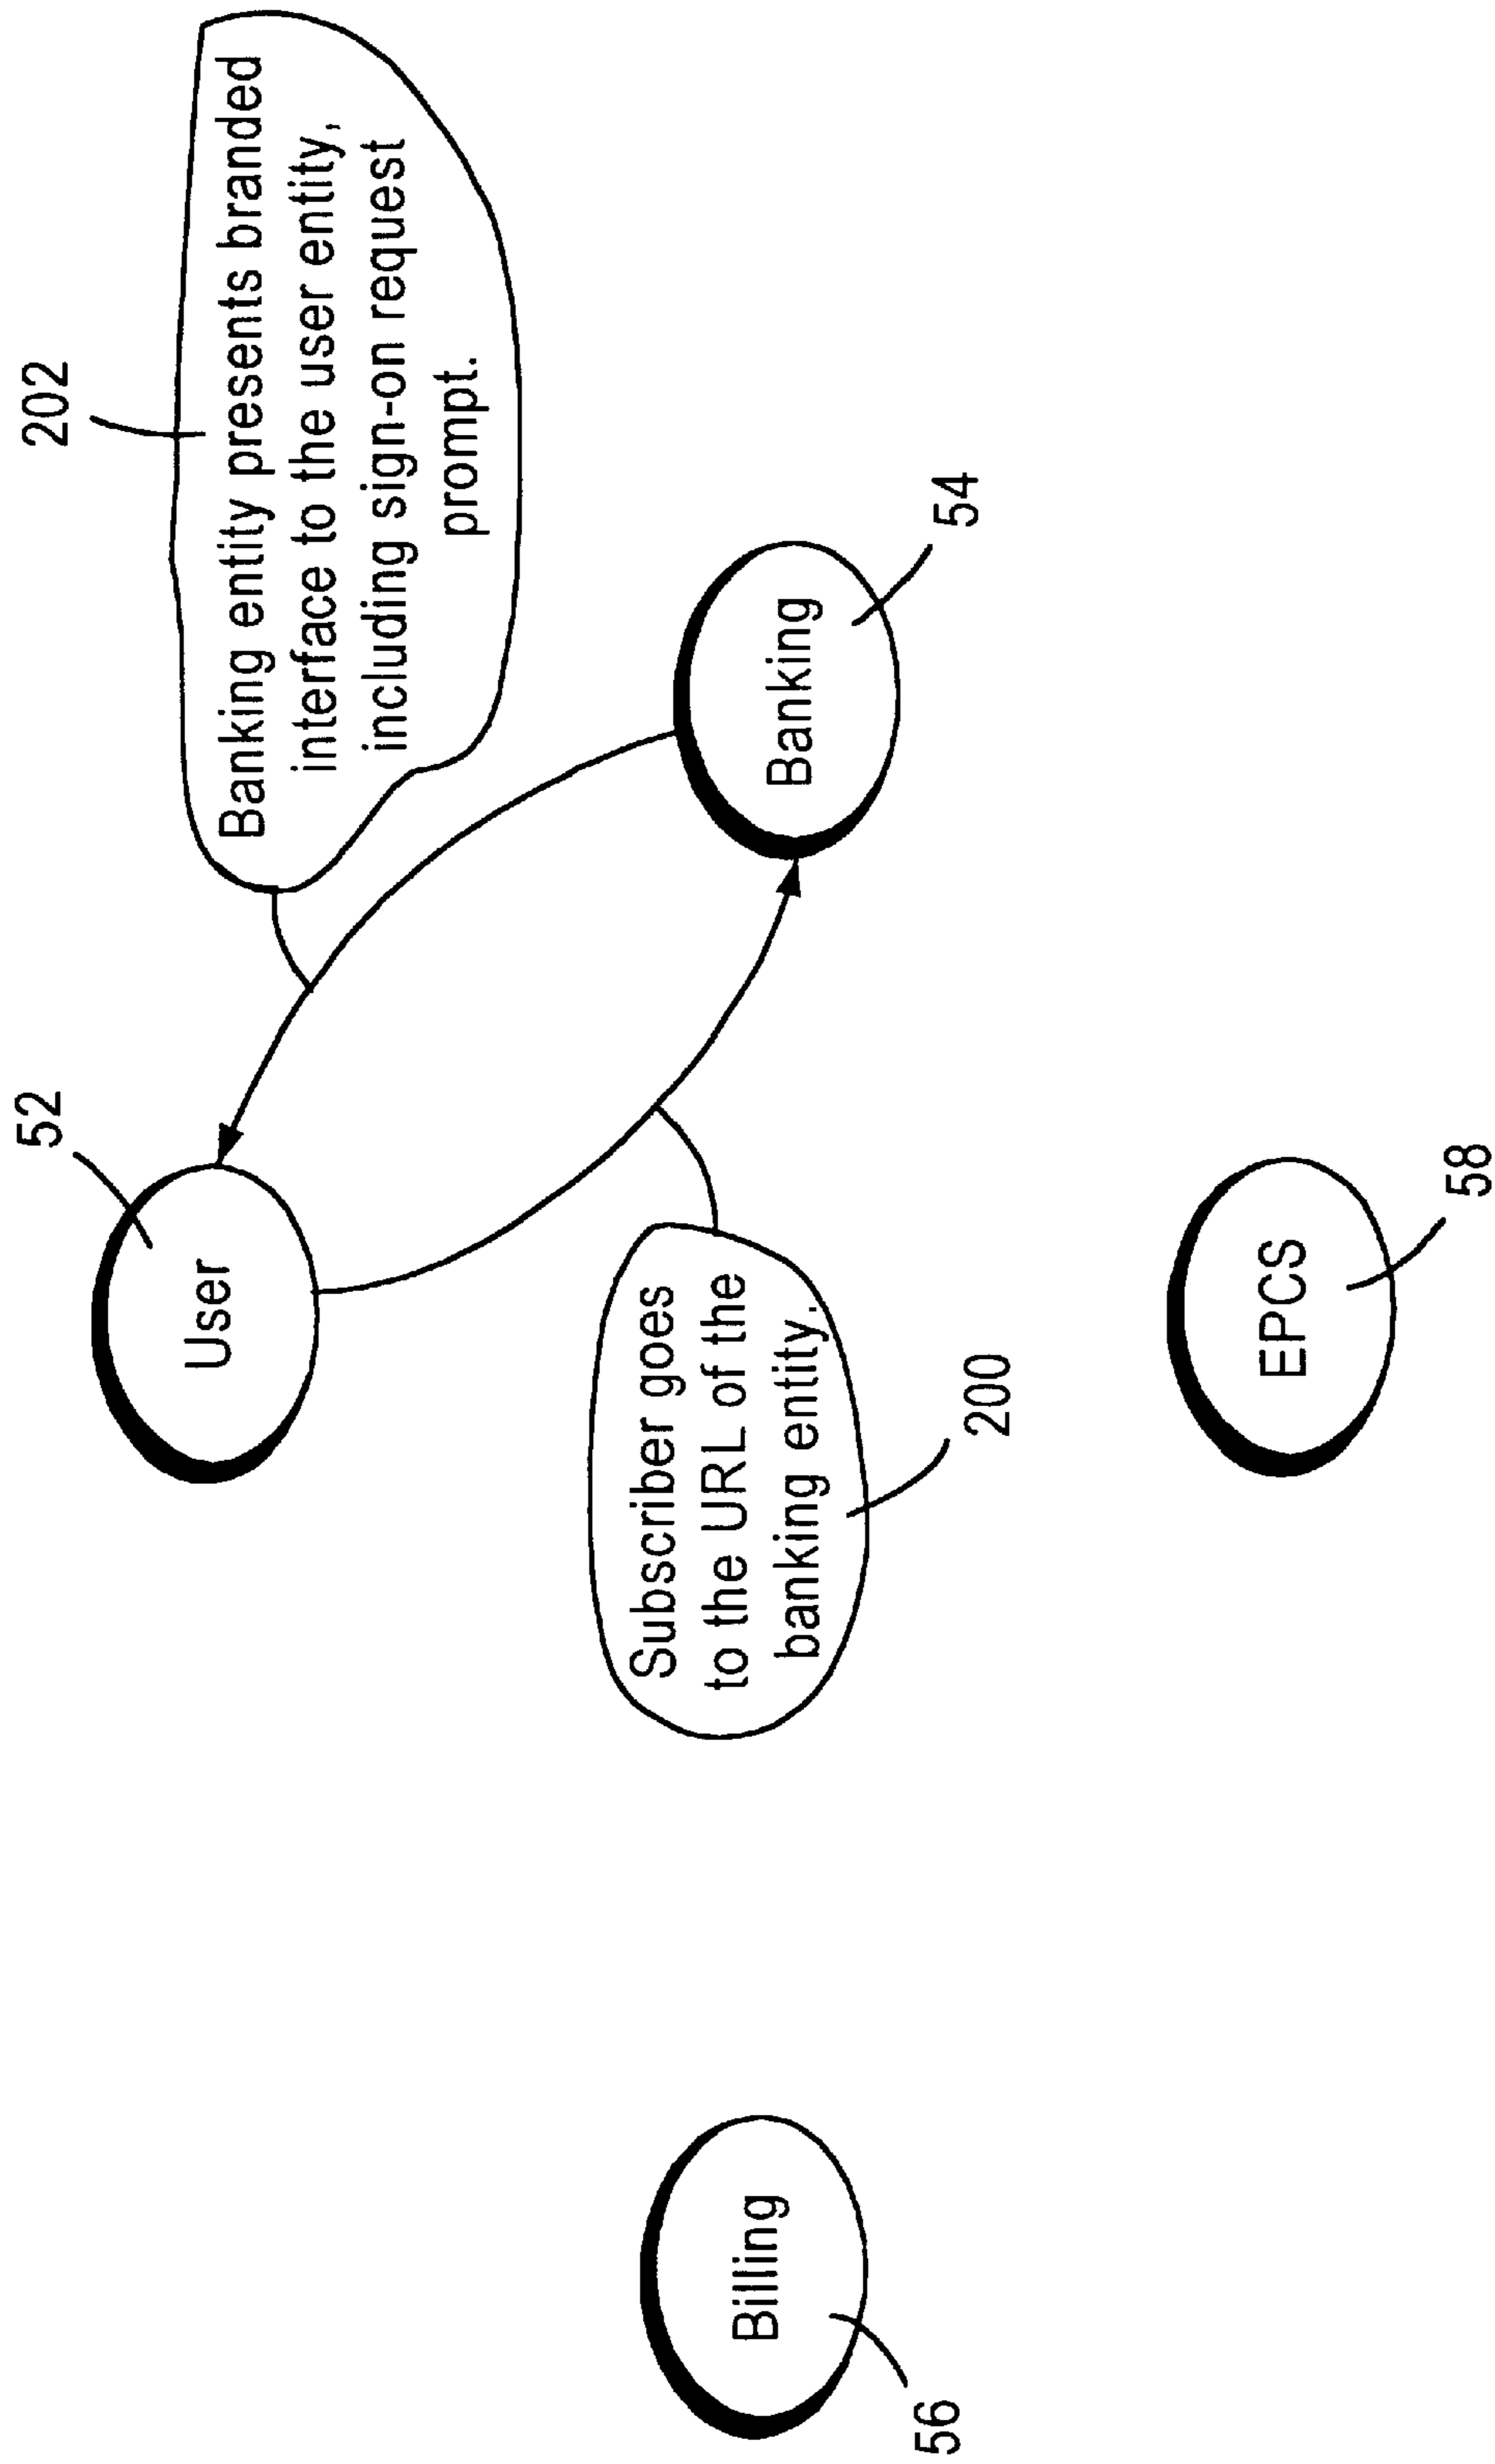 52
User
202
Banking entity presents branded
interface to the user entity,
including sign-on request
prompt.
Subscriber goes
to the URL of the
banking entity.
200
Billing
56
Banking
54
EPCS
58